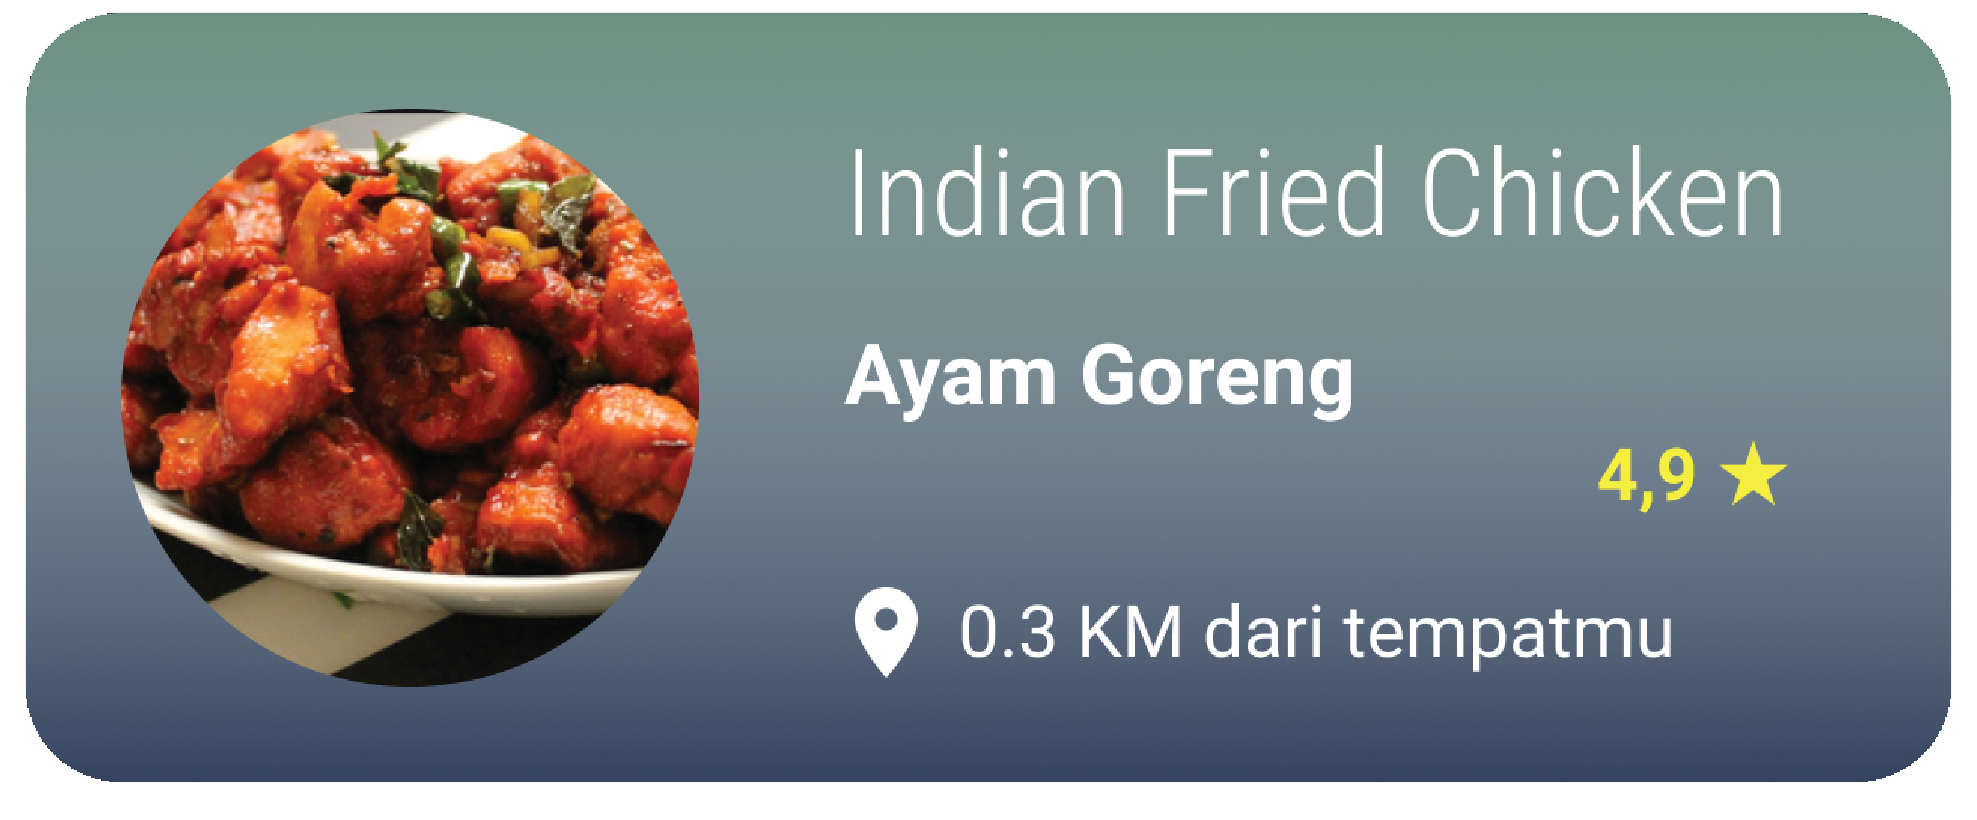 Indian Fried Chicken
Ayam Goreng
4,9 ★
0.3 KM dari tempatmu